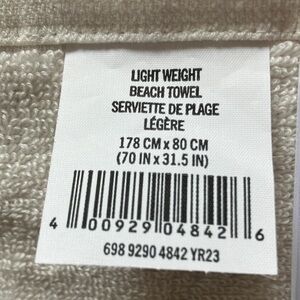 LIGHT WEIGHT
BEACH TOWEL
SERVIETTE DE PLAGE
LÉGÈRE
178 CM x 80 CM
(70 IN x 31.5 IN)
4 00929 04842 6
698 9290 4842 YR23